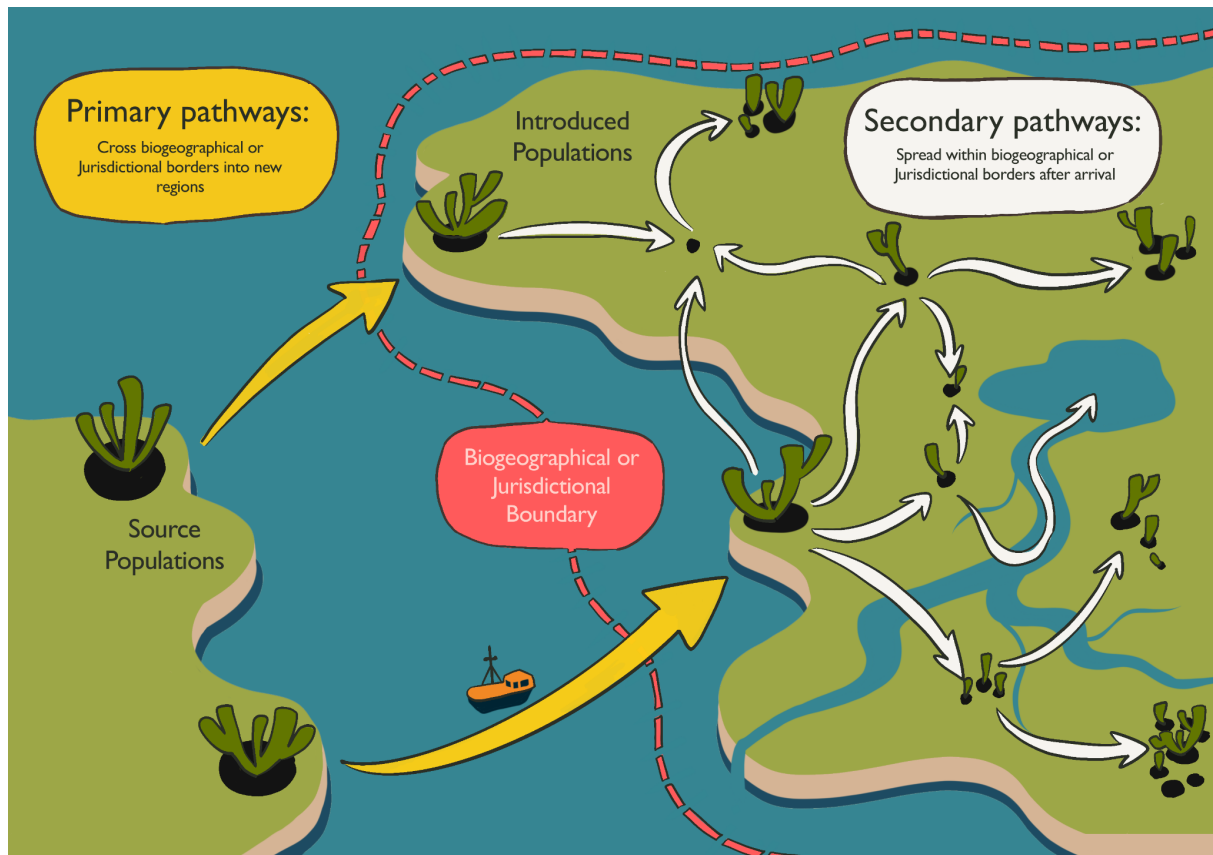 Primary pathways:
Cross biogeographical or
Jurisdictional borders into new
regions
Introduced
Populations
Secondary pathways:
Spread within biogeographical or
Jurisdictional borders after arrival
Biogeographical or
Jurisdictional
Boundary
Source
Populations